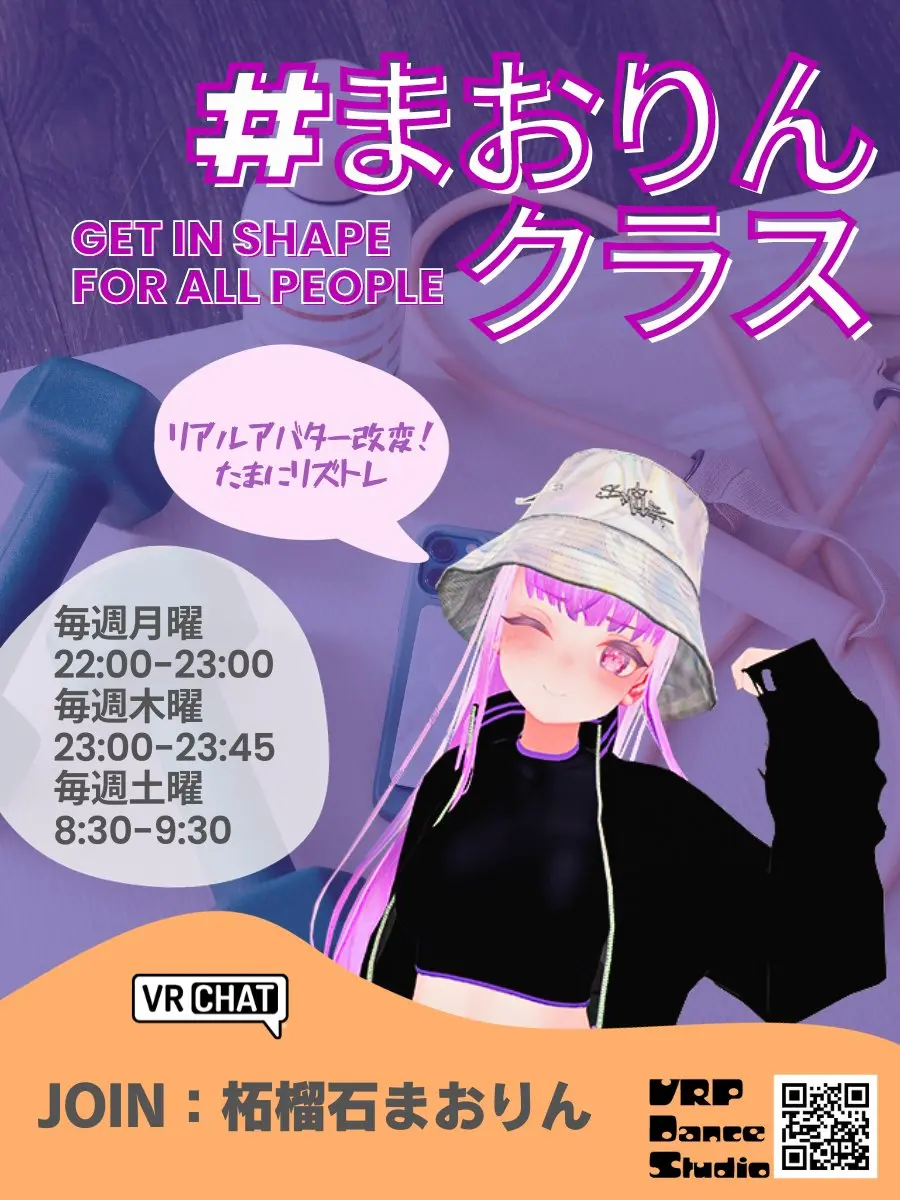 #まおりん
クラス
GET IN SHAPE
FOR ALL PEOPLE
リアルアバター改変!
たまにリズトレ
毎週月曜
22:00-23:00
毎週木曜
23:00-23:45
毎週土曜
8:30-9:30
VR CHAT
JOIN：柘榴石まおりん
VRP
Dance
Studio